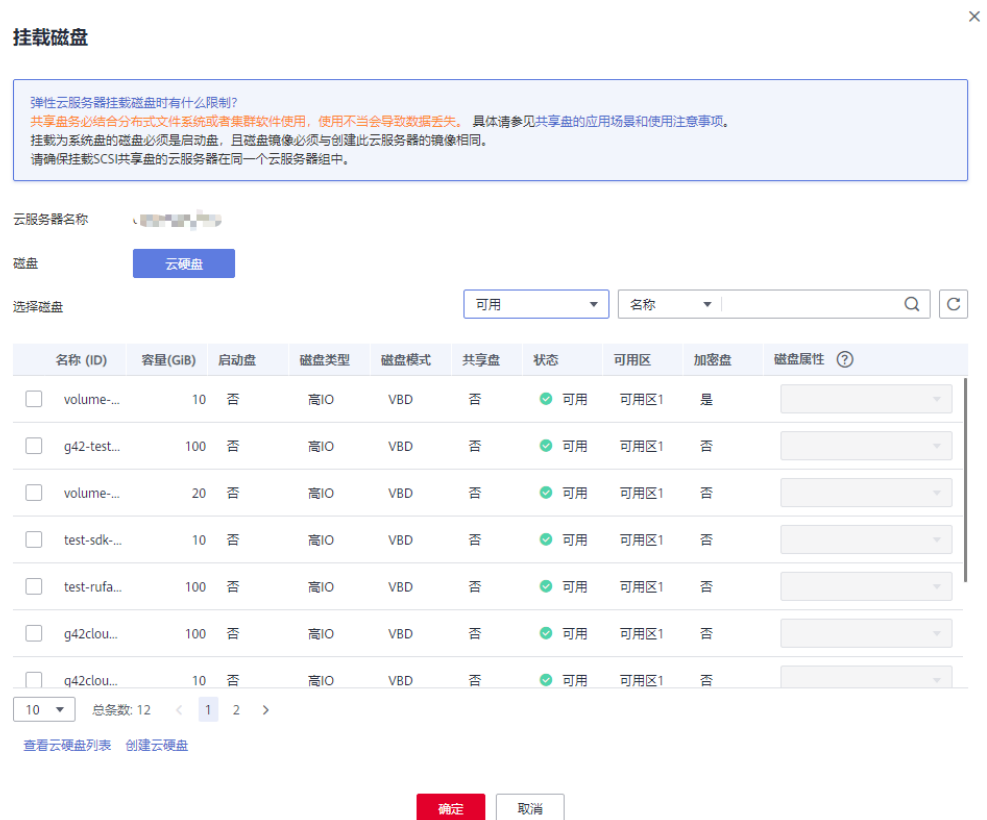 挂载磁盘
弹性云服务器挂载磁盘时有什么限制?
共享盘务必结合分布式文件系统或者集群软件使用，使用不当会导致数据丢失。 具体请参见共享盘的应用场景和使用注意事项。
挂载为系统盘的磁盘必须是启动盘，且磁盘镜像必须与创建此云服务器的镜像相同。
请确保挂载SCSI共享盘的云服务器在同一个云服务器组中。
云服务器名称
磁盘 云硬盘
选择磁盘 可用 名称
名称 (ID) 容量(GiB) 启动盘 磁盘类型 磁盘模式 共享盘 状态 可用区 加密盘 磁盘属性 ?
volume-... 10 否 高IO VBD 否 可用 可用区1 是
g42-test... 100 否 高IO VBD 否 可用 可用区1 否
volume-... 20 否 高IO VBD 否 可用 可用区1 否
test-sdk-... 10 否 高IO VBD 否 可用 可用区1 否
test-rufa... 100 否 高IO VBD 否 可用 可用区1 否
g42clou... 100 否 高IO VBD 否 可用 可用区1 否
g42clou... 10 否 高IO VBD 否 可用 可用区1 否
10 总条数: 12 < 1 2 >
查看云硬盘列表 创建云硬盘
确定 取消